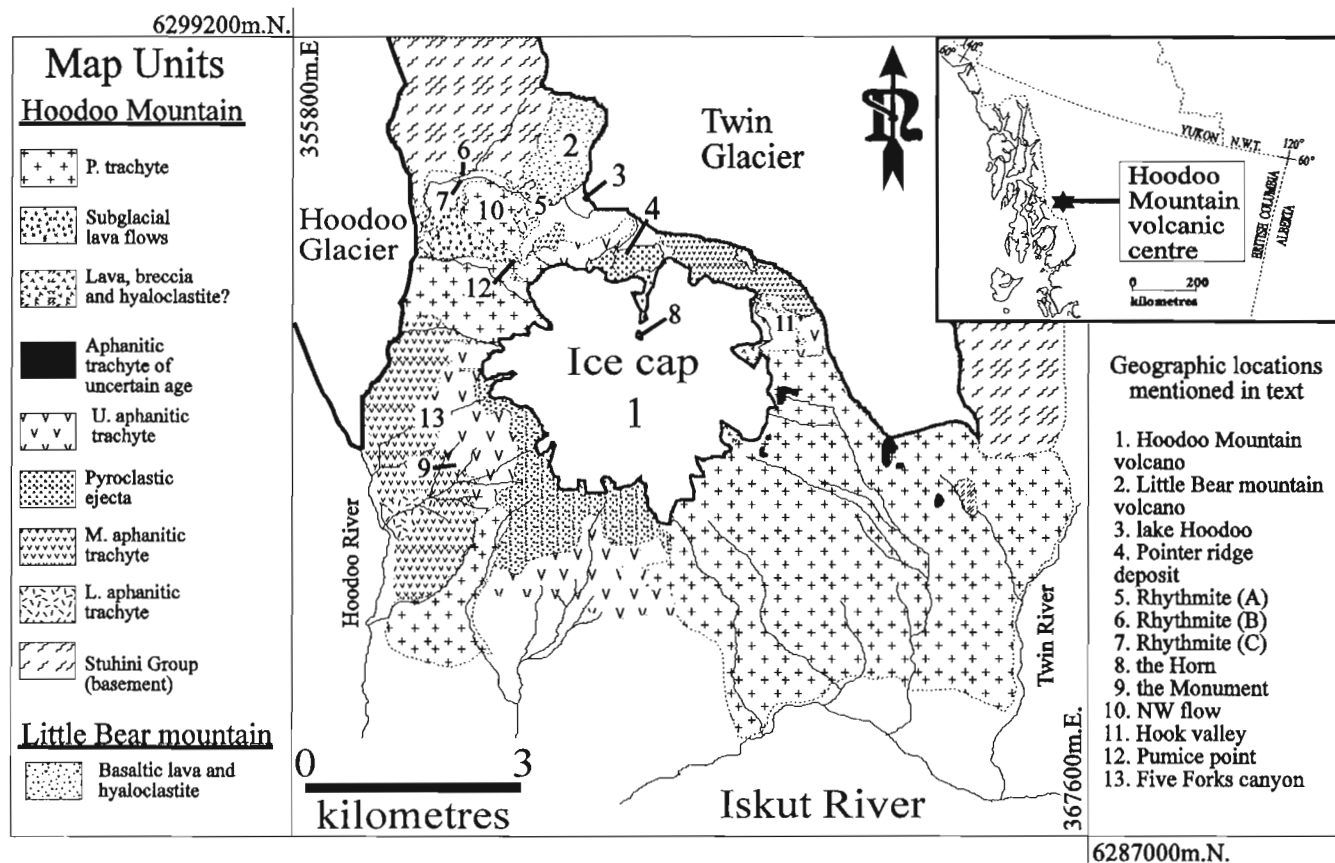 6299200m.N.
Map Units
Hoodoo Mountain
P. trachyte
Subglacial
lava flows
Lava, breccia
and hyaloclastite?
Aphanitic
trachyte of
uncertain age
U. aphanitic
trachyte
Pyroclastic
ejecta
M. aphanitic
trachyte
L. aphanitic
trachyte
Stuhini Group
(basement)
Little Bear mountain
Basaltic lava and
hyaloclastite
355800m.E
Hoodoo
Glacier
Twin
Glacier
N
6
2
3
7
10
5
4
12
8
11
Ice cap
1
13
9
Hoodoo River
Twin River
0 3
kilometres
Iskut River
367600m.E.
6287000m.N.
60° 140°
YUKON N.W.T.
120°
60°
BRITISH COLUMBIA
ALBERTA
Hoodoo
Mountain
volcanic
centre
0 200
kilometres
Geographic locations
mentioned in text
1. Hoodoo Mountain
volcano
2. Little Bear mountain
volcano
3. lake Hoodoo
4. Pointer ridge
deposit
5. Rhythmite (A)
6. Rhythmite (B)
7. Rhythmite (C)
8. the Horn
9. the Monument
10. NW flow
11. Hook valley
12. Pumice point
13. Five Forks canyon